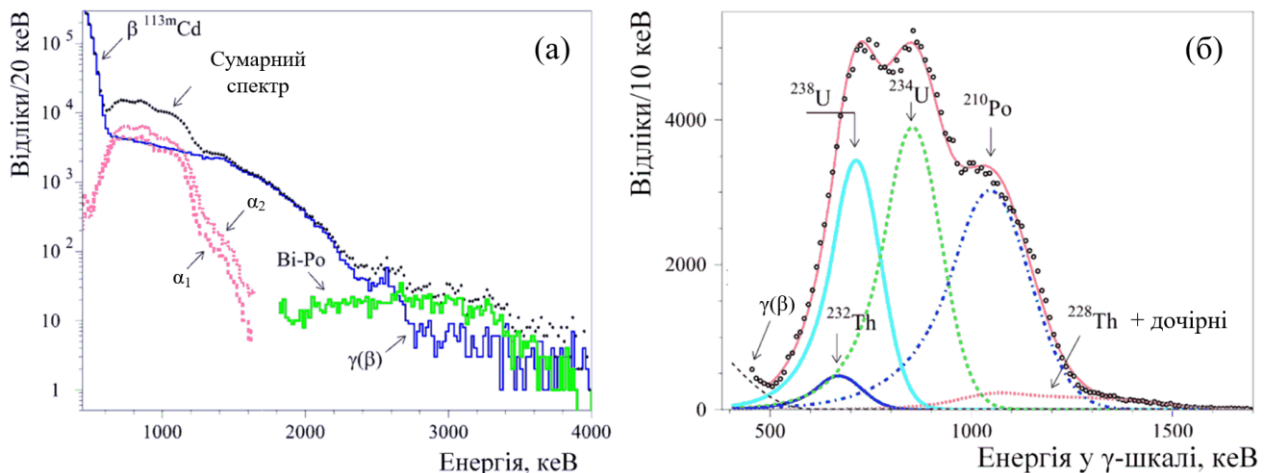 (а)
β ¹¹³ᵐCd
Сумарний
спектр
α₂
α₁
Bi-Po
γ(β)
Відліки/20 кеВ
10⁵
10⁴
10³
10²
10
1
1000 2000 3000 4000
Енергія, кеВ
(б)
²³⁸U
²³⁴U
²¹⁰Po
γ(β)
²³²Th
²²⁸Th + дочірні
Відліки/10 кеВ
4000
2000
0
500 1000 1500
Енергія у γ-шкалі, кеВ